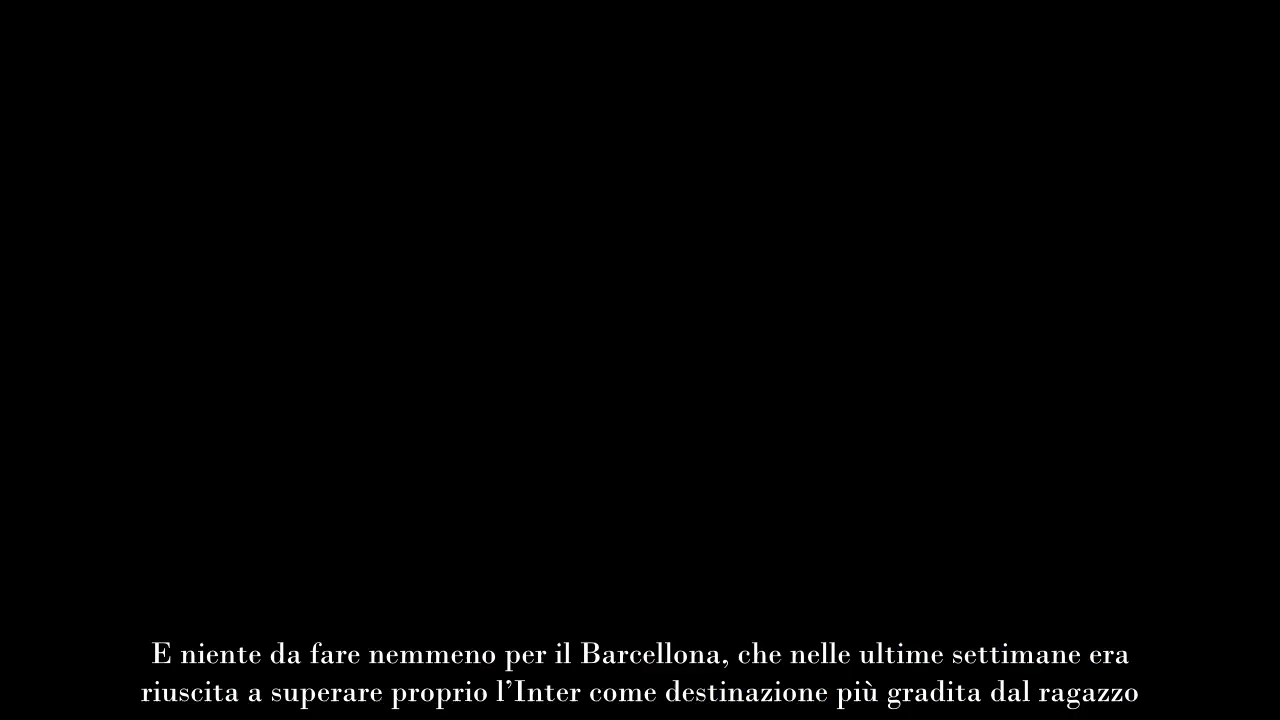 E niente da fare nemmeno per il Barcellona, che nelle ultime settimane era
riuscita a superare proprio l’Inter come destinazione più gradita dal ragazzo